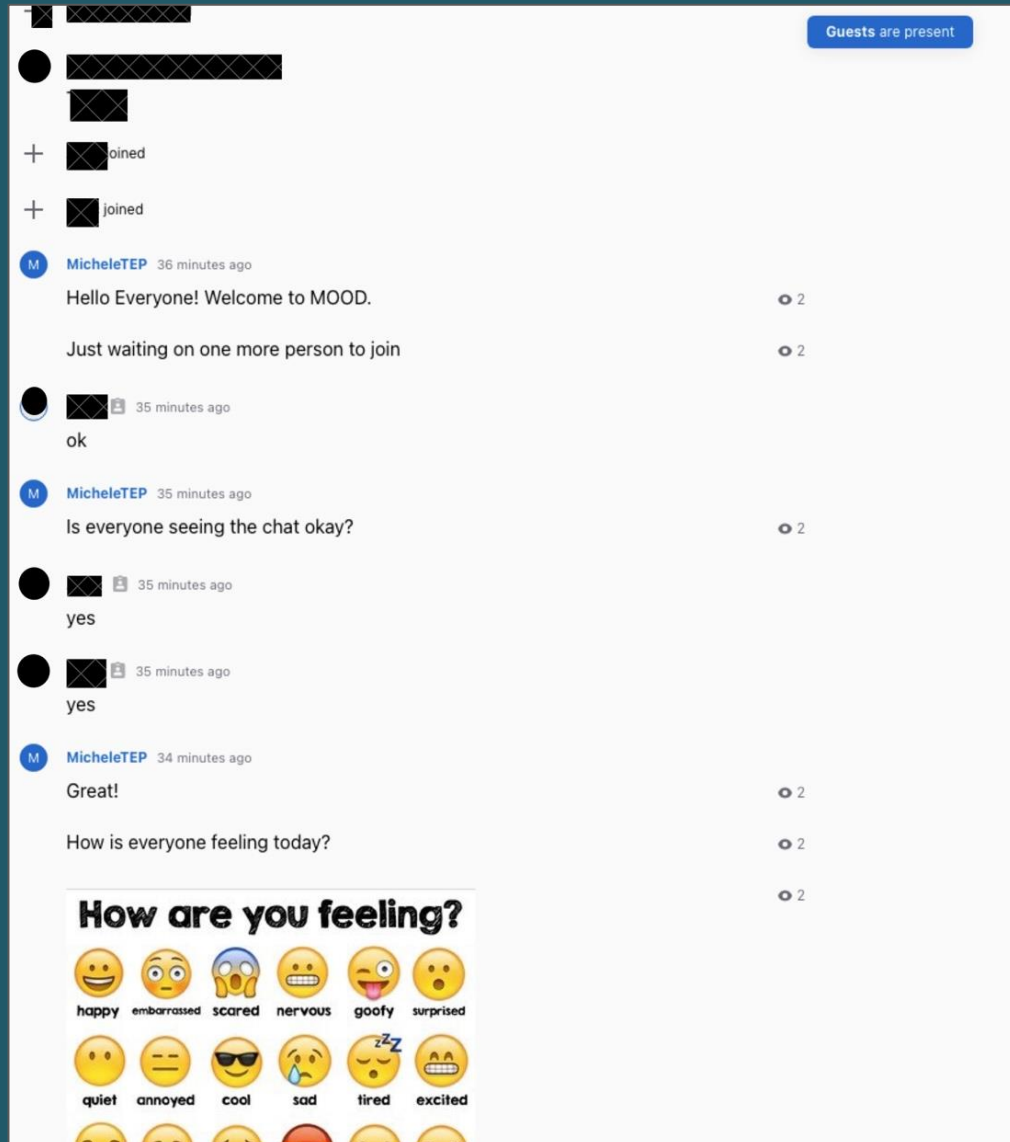 Guests are present
oined
joined
M MicheleTEP 36 minutes ago
Hello Everyone! Welcome to MOOD.
2
Just waiting on one more person to join
2
35 minutes ago
ok
M MicheleTEP 35 minutes ago
Is everyone seeing the chat okay?
2
35 minutes ago
yes
35 minutes ago
yes
M MicheleTEP 34 minutes ago
Great!
2
How is everyone feeling today?
2
2
How are you feeling?
happy embarrassed scared nervous goofy surprised
zzZ
quiet annoyed cool sad tired excited